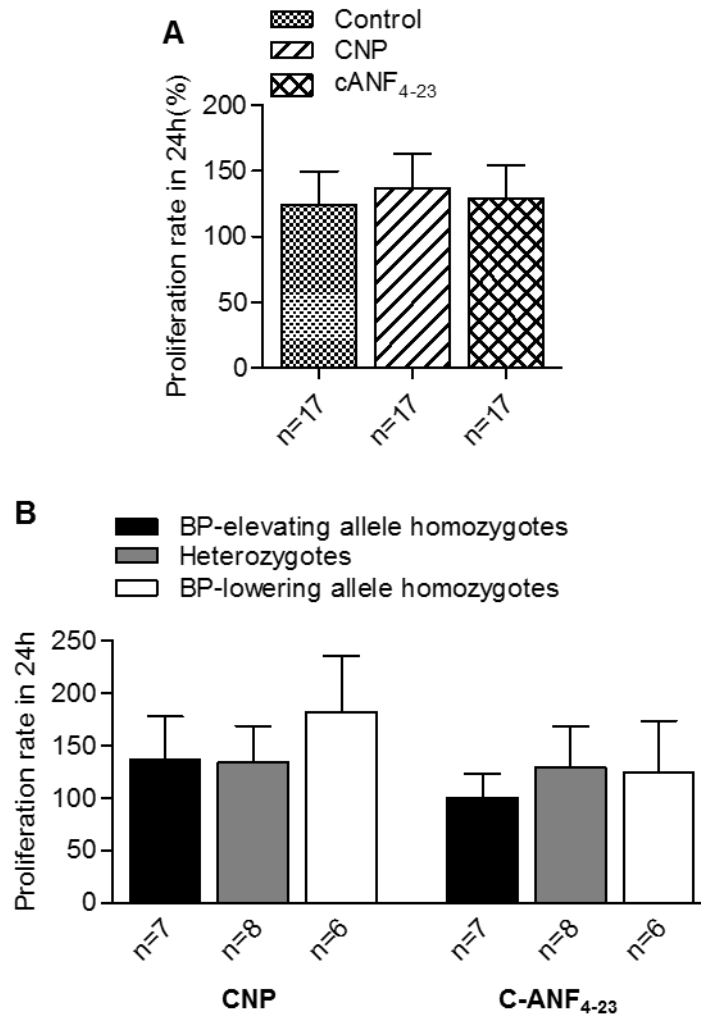 A
Control
CNP
cANF4-23
Proliferation rate in 24h(%)
200
150
100
50
0
n=17
n=17
n=17
B
BP-elevating allele homozygotes
Heterozygotes
BP-lowering allele homozygotes
Proliferation rate in 24h
250
200
150
100
50
0
n=7
n=8
n=6
n=7
n=8
n=6
CNP
C-ANF4-23